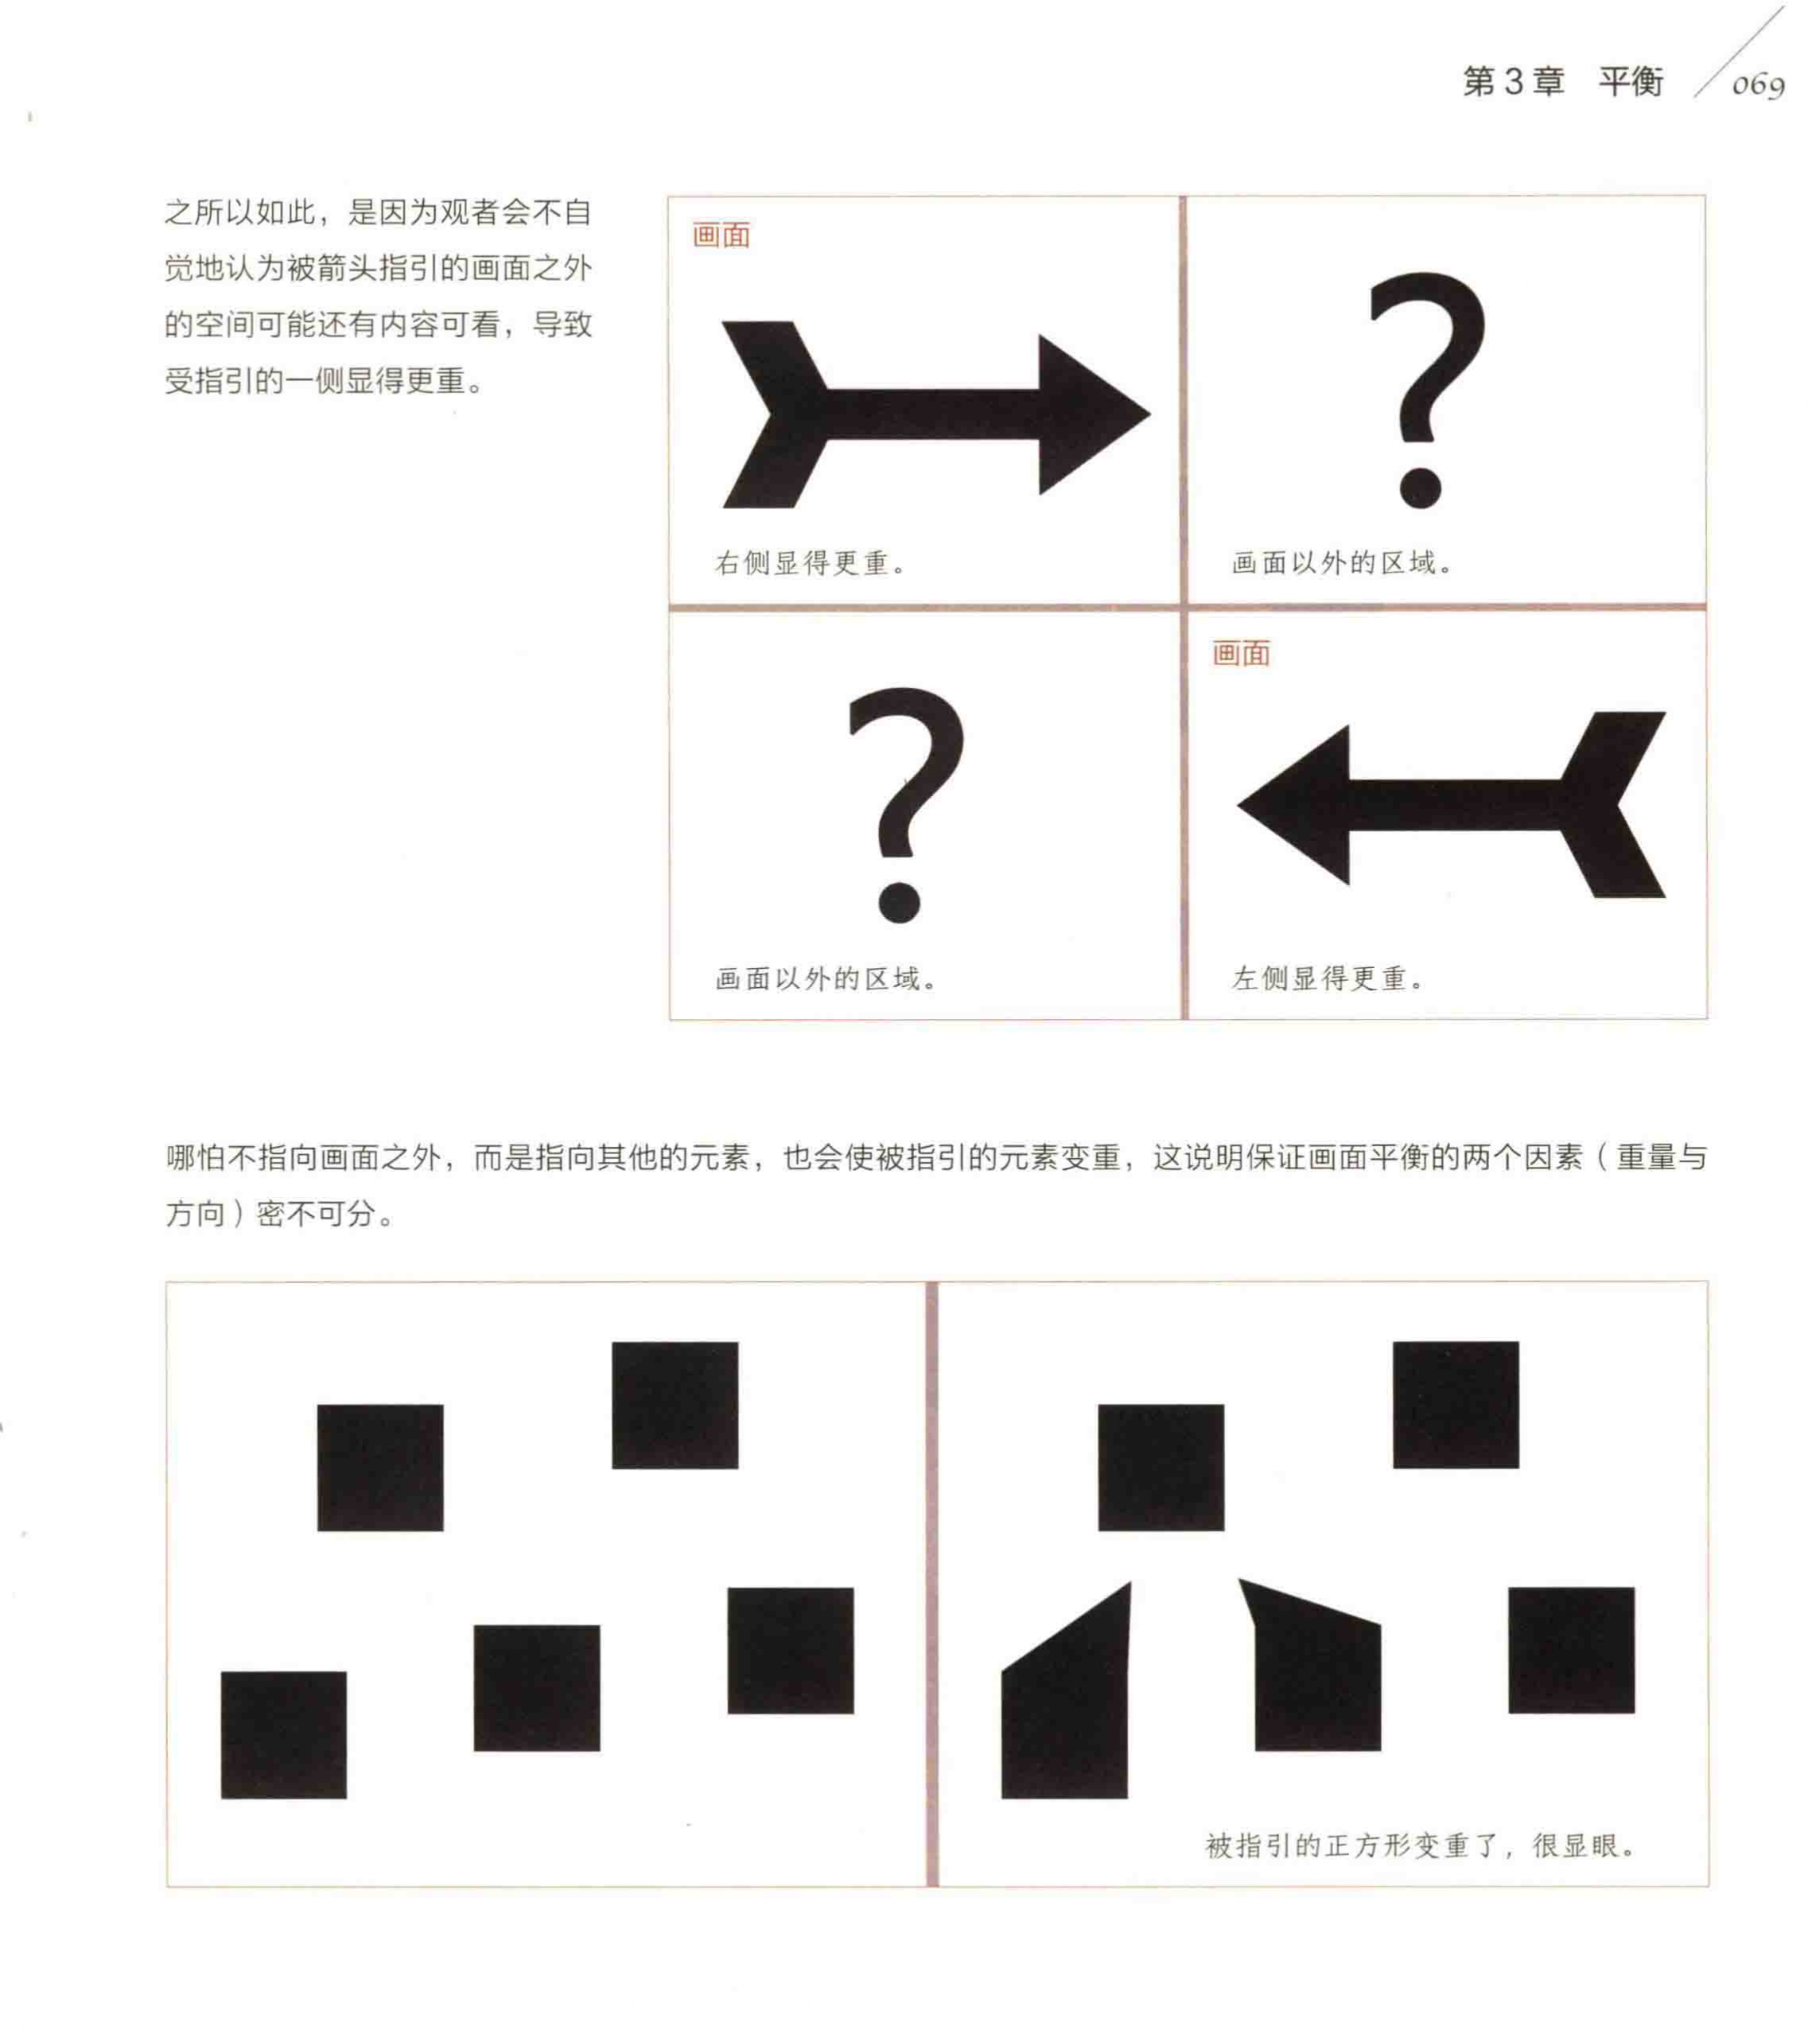 第3章 平衡 069
之所以如此，是因为观者会不自
觉地认为被箭头指引的画面之外
的空间可能还有内容可看，导致
受指引的一侧显得更重。
画面
?
右侧显得更重。
画面以外的区域。
?
画面
画面以外的区域。
左侧显得更重。
哪怕不指向画面之外，而是指向其他的元素，也会使被指引的元素变重，这说明保证画面平衡的两个因素（重量与
方向）密不可分。
被指引的正方形变重了，很显眼。